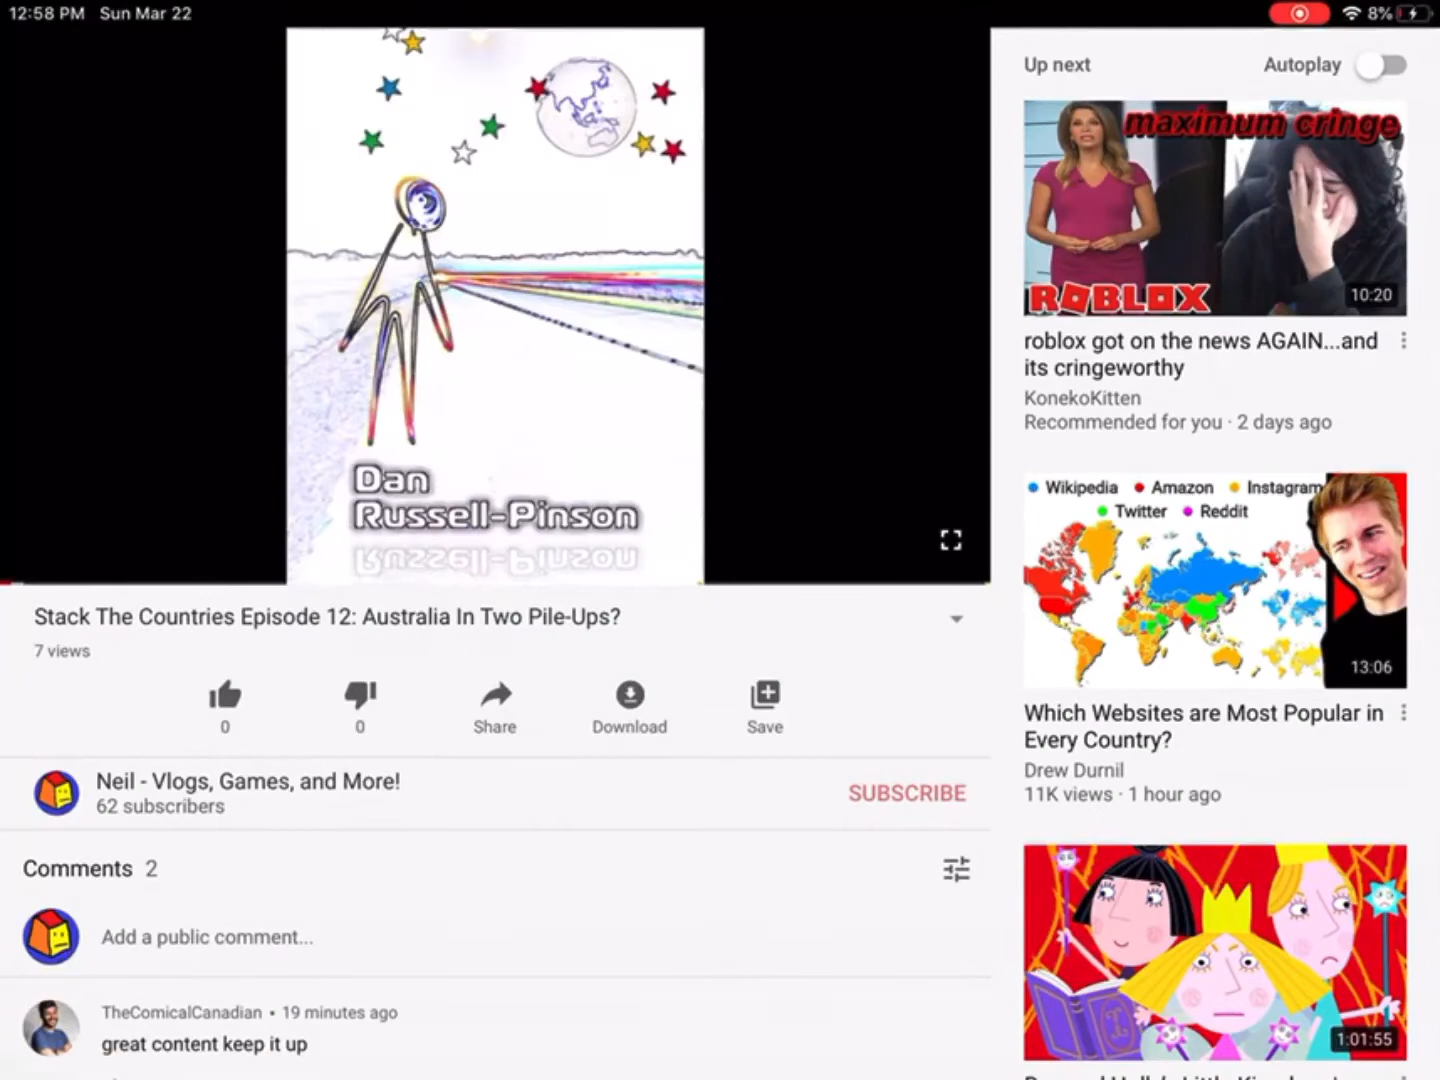 12:58 PM Sun Mar 22
8%
Dan
Russell-Pinson
Stack The Countries Episode 12: Australia In Two Pile-Ups?
7 views
0
0
Share
Download
Save
Neil - Vlogs, Games, and More!
62 subscribers
SUBSCRIBE
Comments 2
Add a public comment...
TheComicalCanadian • 19 minutes ago
great content keep it up
Up next
Autoplay
maximum cringe
ROBLOX
10:20
roblox got on the news AGAIN...and
its cringeworthy
KonekoKitten
Recommended for you · 2 days ago
Wikipedia Amazon Instagram
Twitter Reddit
13:06
Which Websites are Most Popular in
Every Country?
Drew Durnil
11K views · 1 hour ago
1:01:55